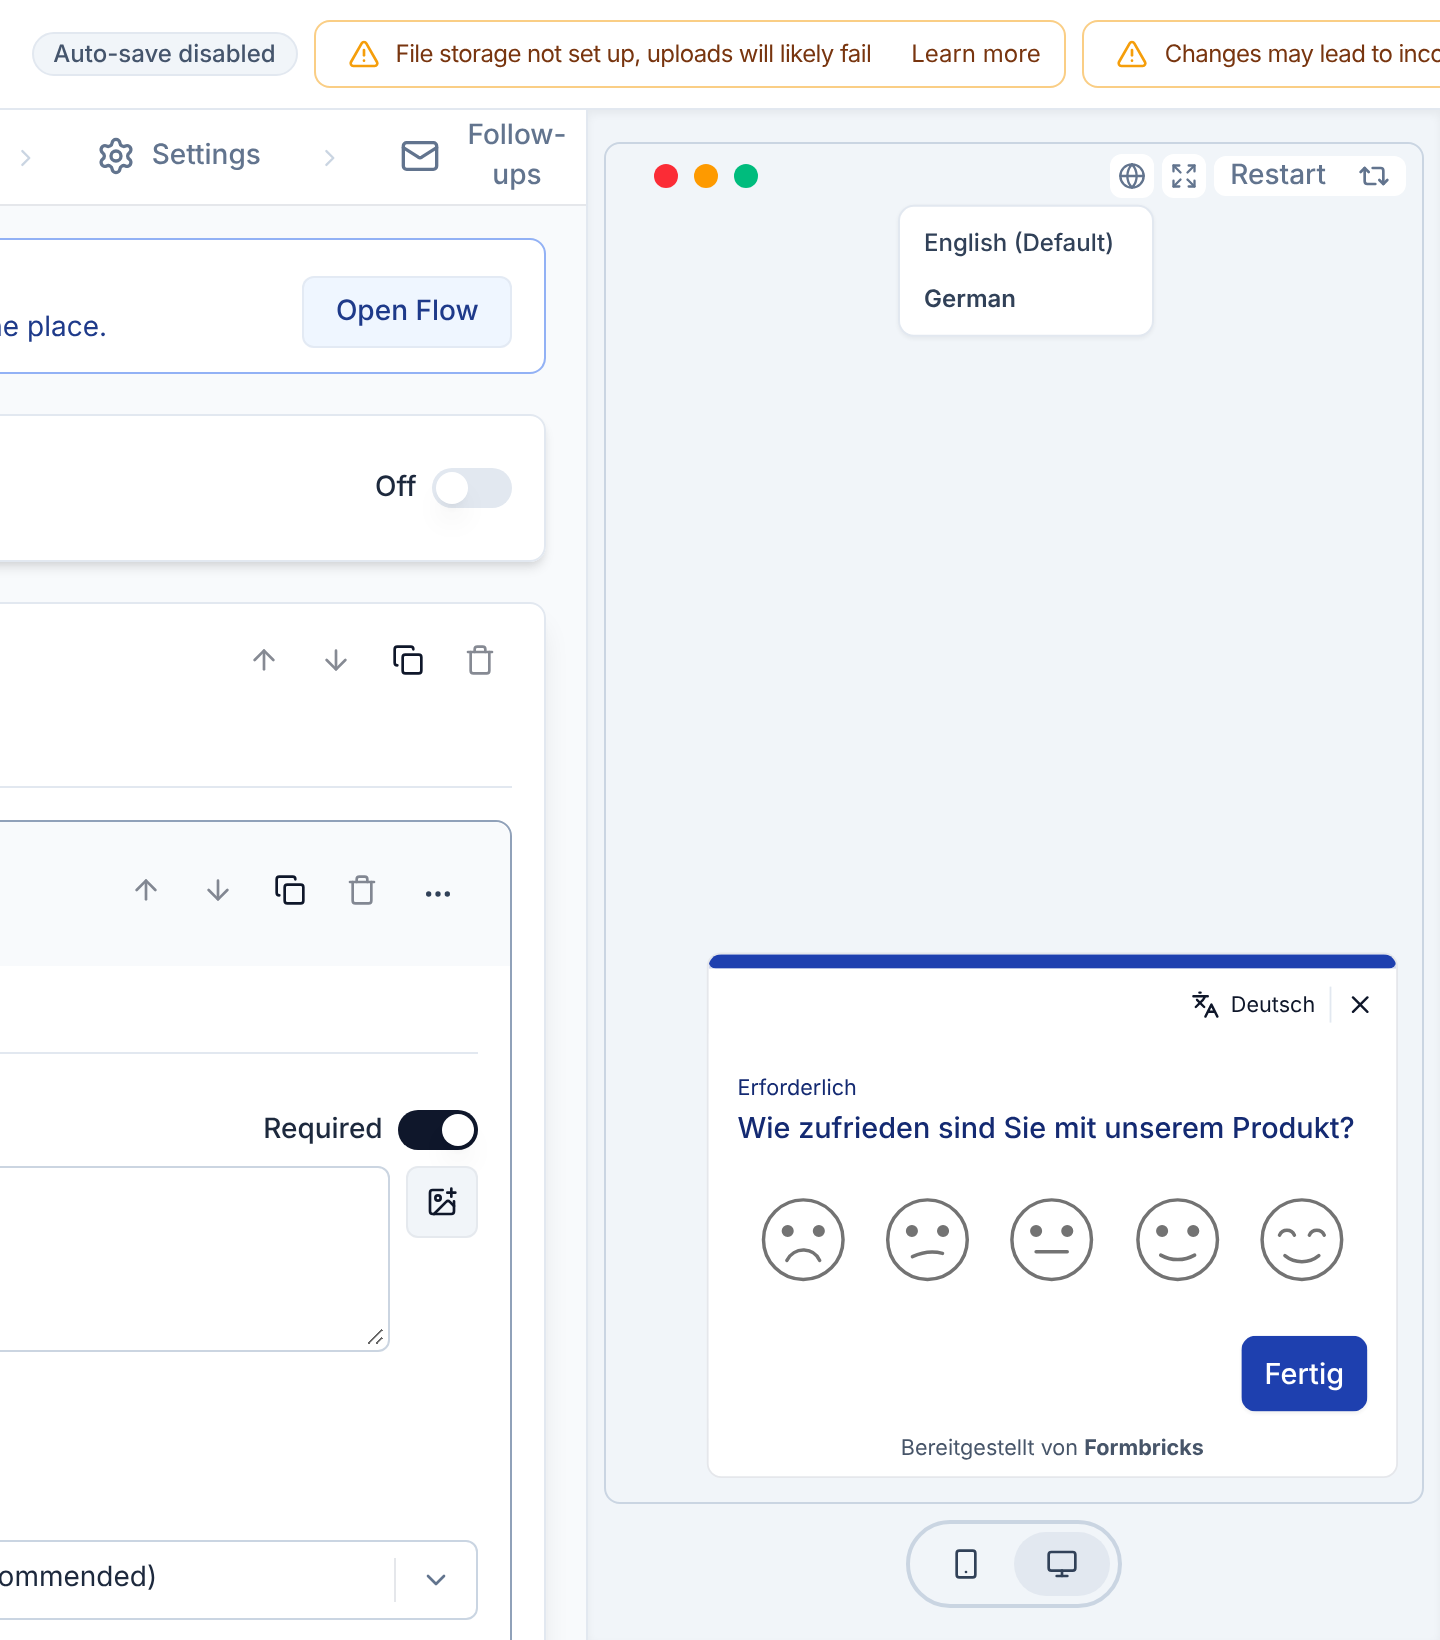 Auto-save disabled
File storage not set up, uploads will likely fail Learn more
Changes may lead to
Settings
Follow-
ups
Restart
English (Default)
German
place.
Open Flow
Off
Deutsch
Erforderlich
Wie zufrieden sind Sie mit unserem Produkt?
Required
Fertig
Bereitgestellt von Formbricks